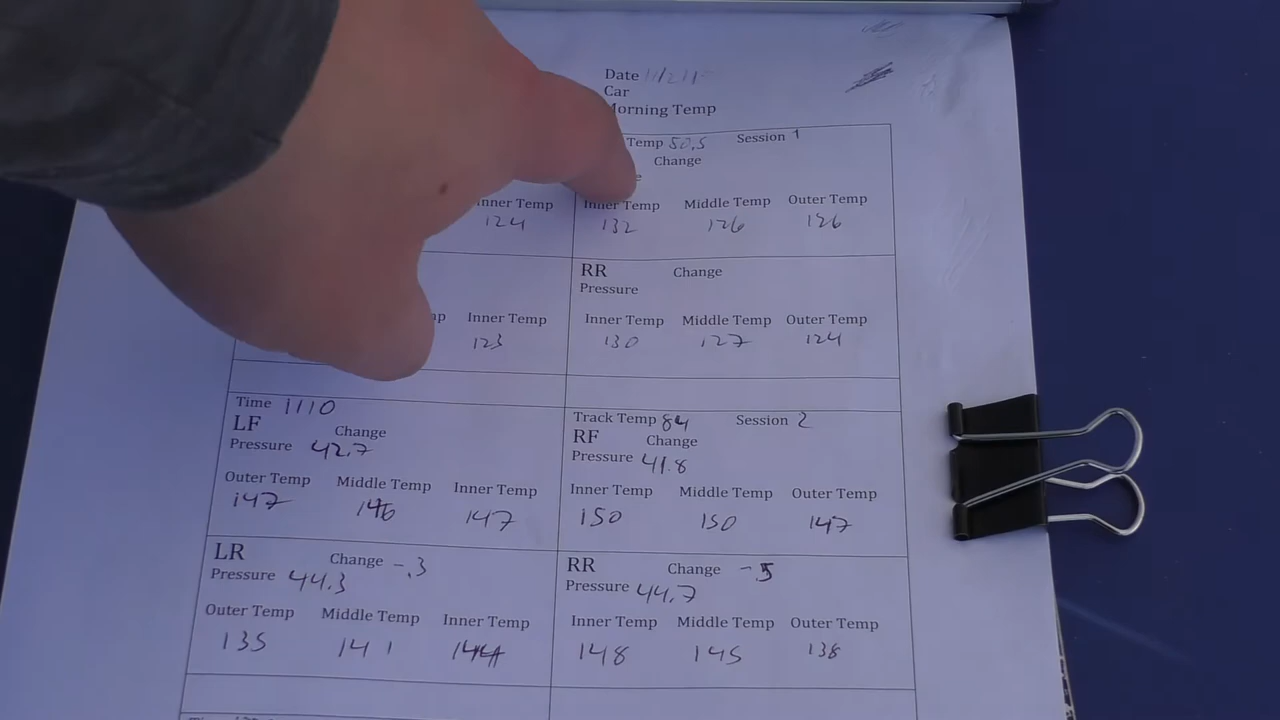 Date 11/21/
Car
Morning Temp
Temp 50.5 Session 1
Change
Inner Temp Inner Temp Middle Temp Outer Temp
124 132 126 126
RR Change
Pressure
Inner Temp Inner Temp Middle Temp Outer Temp
123 130 127 124
Time 1110 Track Temp 84 Session 2
LF Change RF Change
Pressure 42.7 Pressure 41.8
Outer Temp Middle Temp Inner Temp Inner Temp Middle Temp Outer Temp
147 146 147 150 150 147
LR Change -.3 RR Change -.5
Pressure 44.3 Pressure 44.7
Outer Temp Middle Temp Inner Temp Inner Temp Middle Temp Outer Temp
135 141 144 148 145 138